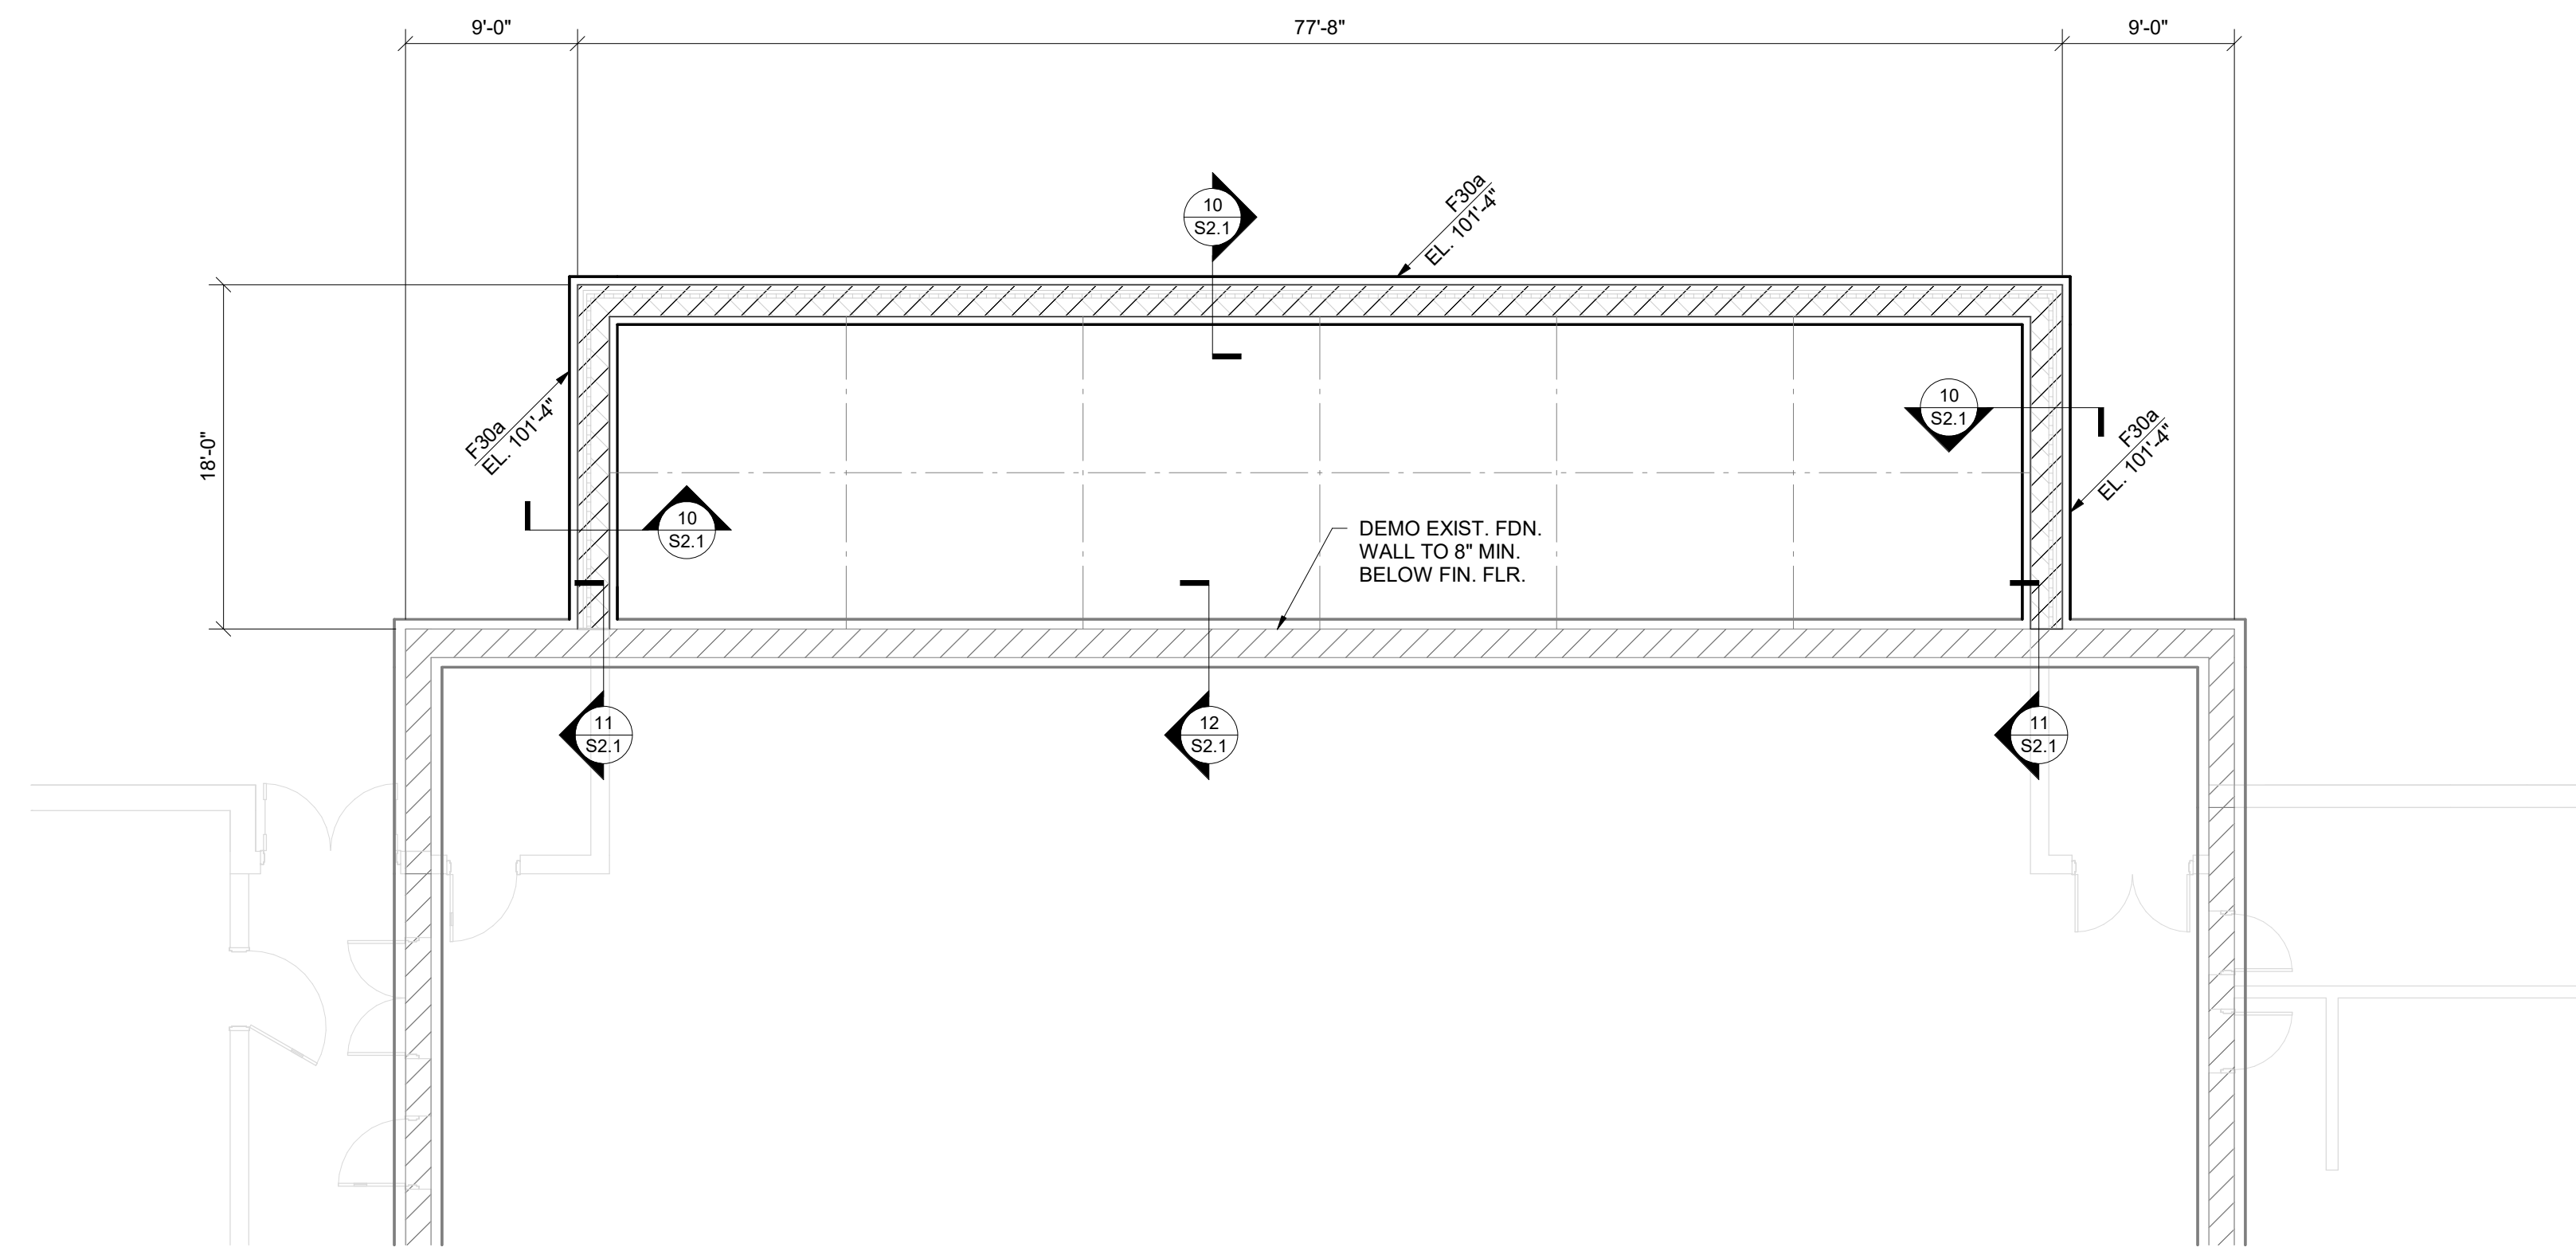 9'-0"
77'-8"
9'-0"
10
S2.1
F30a
EL. 101'-4"
F30a
EL. 101'-4"
10
S2.1
F30a
EL. 101'-4"
18'-0"
10
S2.1
DEMO EXIST. FDN.
WALL TO 8" MIN.
BELOW FIN. FLR.
11
S2.1
12
S2.1
11
S2.1